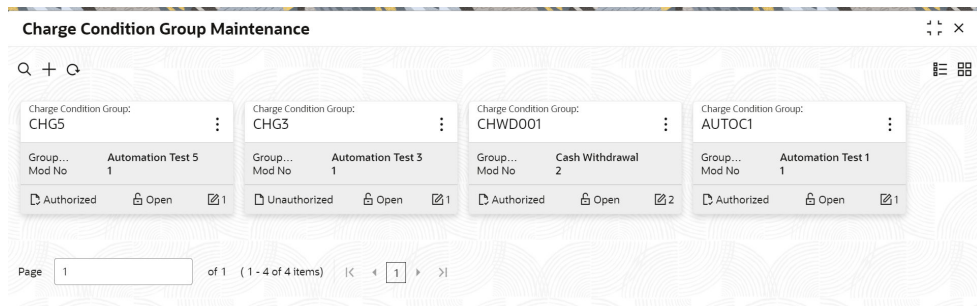 Charge Condition Group Maintenance
Charge Condition Group:
CHG5
Group... Automation Test 5
Mod No 1
Authorized Open 1
Charge Condition Group:
CHG3
Group... Automation Test 3
Mod No 1
Unauthorized Open 1
Charge Condition Group:
CHWD001
Group... Cash Withdrawal
Mod No 2
Authorized Open 2
Charge Condition Group:
AUTOC1
Group... Automation Test 1
Mod No 1
Authorized Open 1
Page 1 of 1 ( 1 - 4 of 4 items) 1